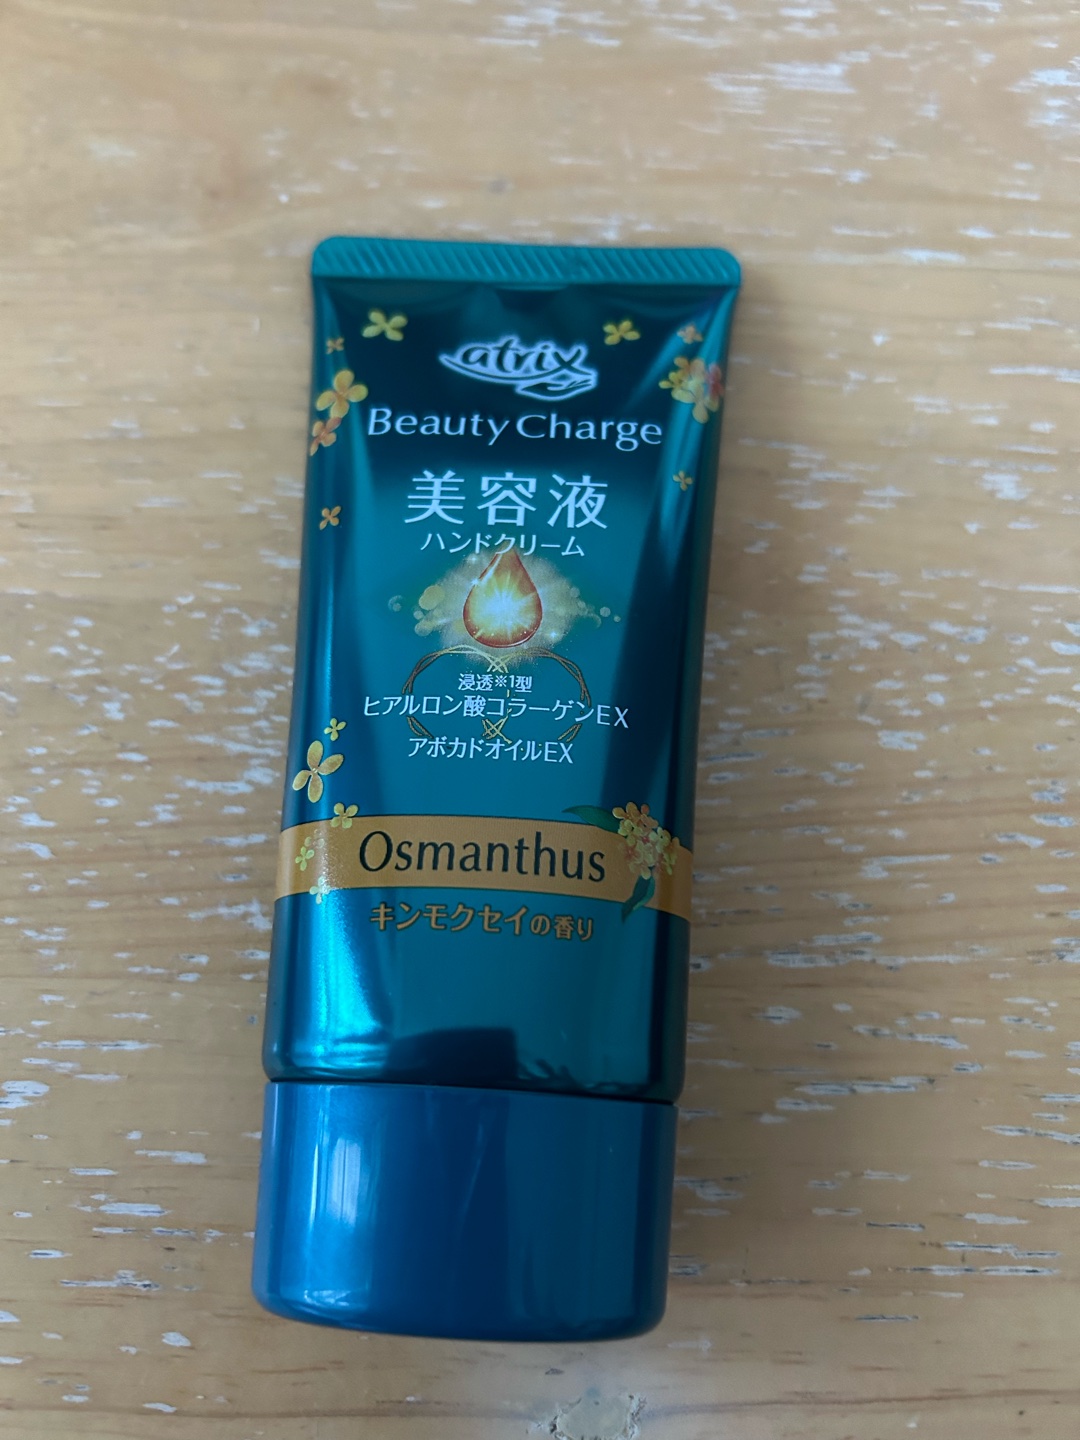 atrix
Beauty Charge
美容液
ハンドクリーム
浸透※1型
ヒアルロン酸コラーゲンEX
アボカドオイルEX
Osmanthus
キンモクセイの香り